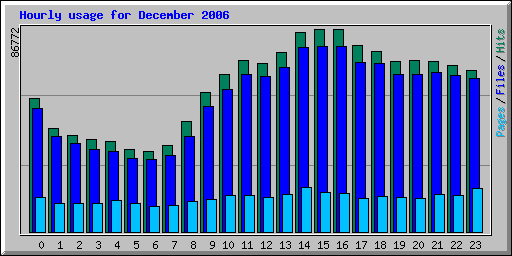 Hourly usage for December 2006
86772
Pages / Files / Hits
0 1 2 3 4 5 6 7 8 9 10 11 12 13 14 15 16 17 18 19 20 21 22 23